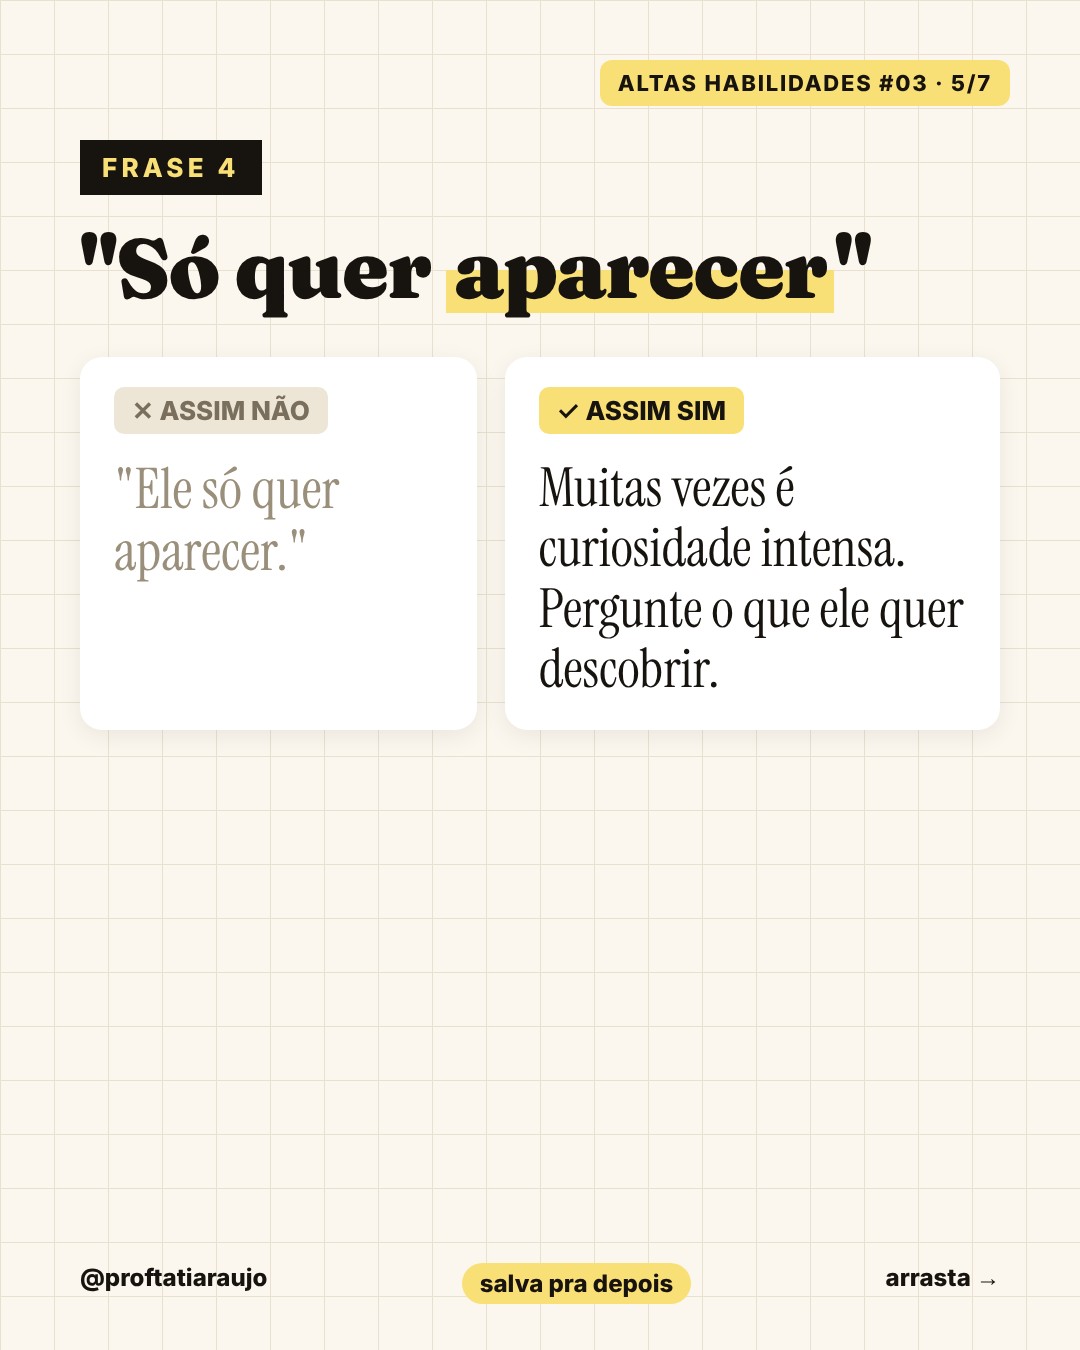 ALTAS HABILIDADES #03 · 5/7
FRASE 4
"Só quer aparecer"
✕ ASSIM NÃO
"Ele só quer
aparecer."
✓ ASSIM SIM
Muitas vezes é
curiosidade intensa.
Pergunte o que ele quer
descobrir.
@proftatiaraujo
salva pra depois
arrasta →